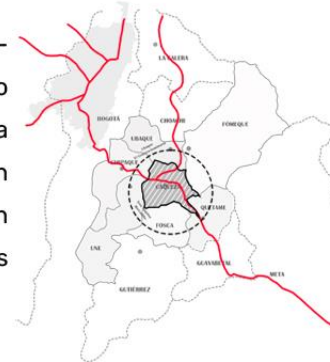 -
o
a
n
n
s
LA CALERA
BOGOTÁ
CHOACHÍ
FÓMEQUE
UBAQUE
CHIPAQUE
CÁQUEZA
QUETAME
FOSCA
UNE
GUAYABETAL
META
GUTIÉRREZ